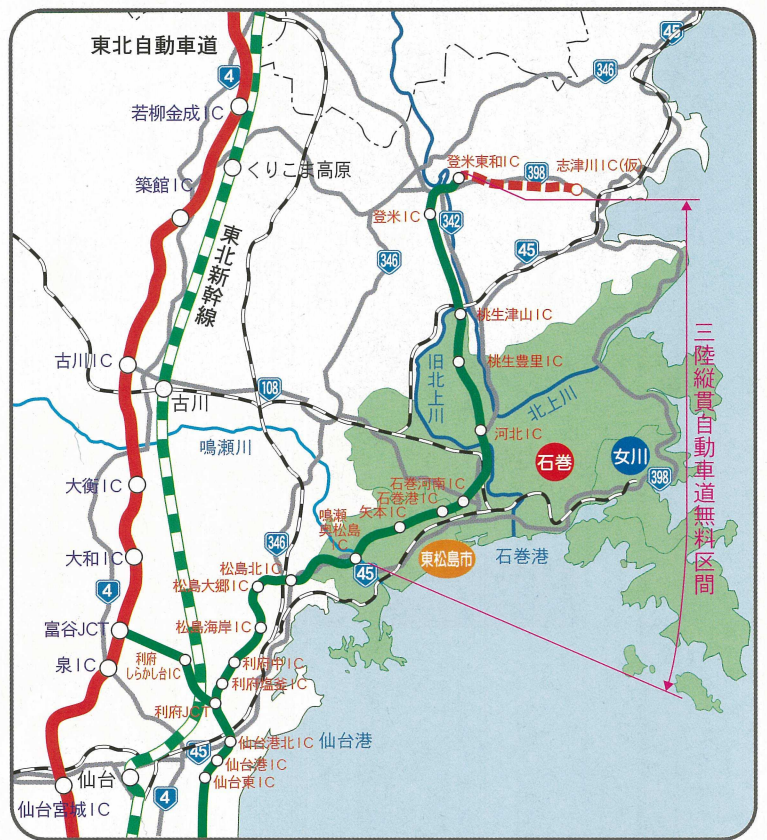 東北自動車道
45
4
346
若柳金成IC
登米東和IC
398
志津川IC(仮)
くりこま高原
築館IC
登米IC
342
東北新幹線
45
346
桃生津山IC
三陸縦貫自動車道無料区間
古川IC
旧北上川
桃生豊里IC
108
古川
北上川
河北IC
鳴瀬川
石巻
女川
398
大衡IC
石巻河南IC
石巻港IC
矢本IC
鳴瀬
奥松島
IC
石巻港
346
大和IC
東松島市
松島北IC
45
松島大郷IC
4
富谷JCT
松島海岸IC
利府
しらかし台IC
利府中IC
泉IC
利府塩釜IC
利府JCT
仙台港北IC
仙台港
45
仙台港IC
仙台
仙台東IC
4
仙台宮城IC